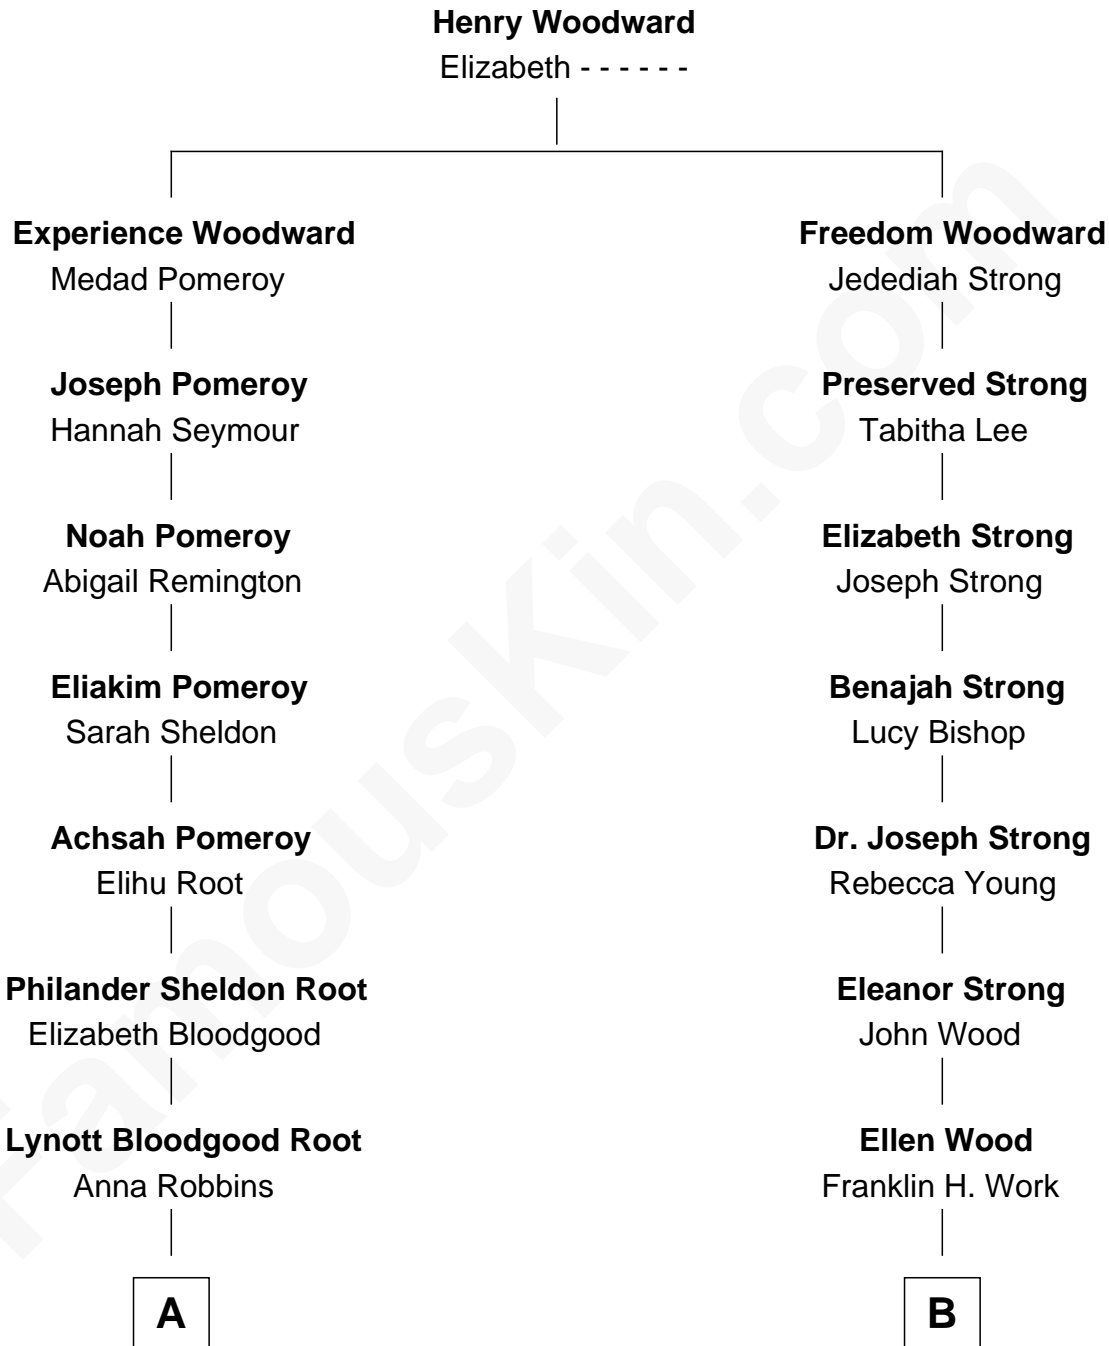 Henry Woodward
Elizabeth - - - - - -
Experience Woodward
Medad Pomeroy
Freedom Woodward
Jedediah Strong
Joseph Pomeroy
Hannah Seymour
Preserved Strong
Tabitha Lee
Noah Pomeroy
Abigail Remington
Elizabeth Strong
Joseph Strong
Eliakim Pomeroy
Sarah Sheldon
Benajah Strong
Lucy Bishop
Achsah Pomeroy
Elihu Root
Dr. Joseph Strong
Rebecca Young
Philander Sheldon Root
Elizabeth Bloodgood
Eleanor Strong
John Wood
Lynott Bloodgood Root
Anna Robbins
Ellen Wood
Franklin H. Work
A
B
FamousKin.com